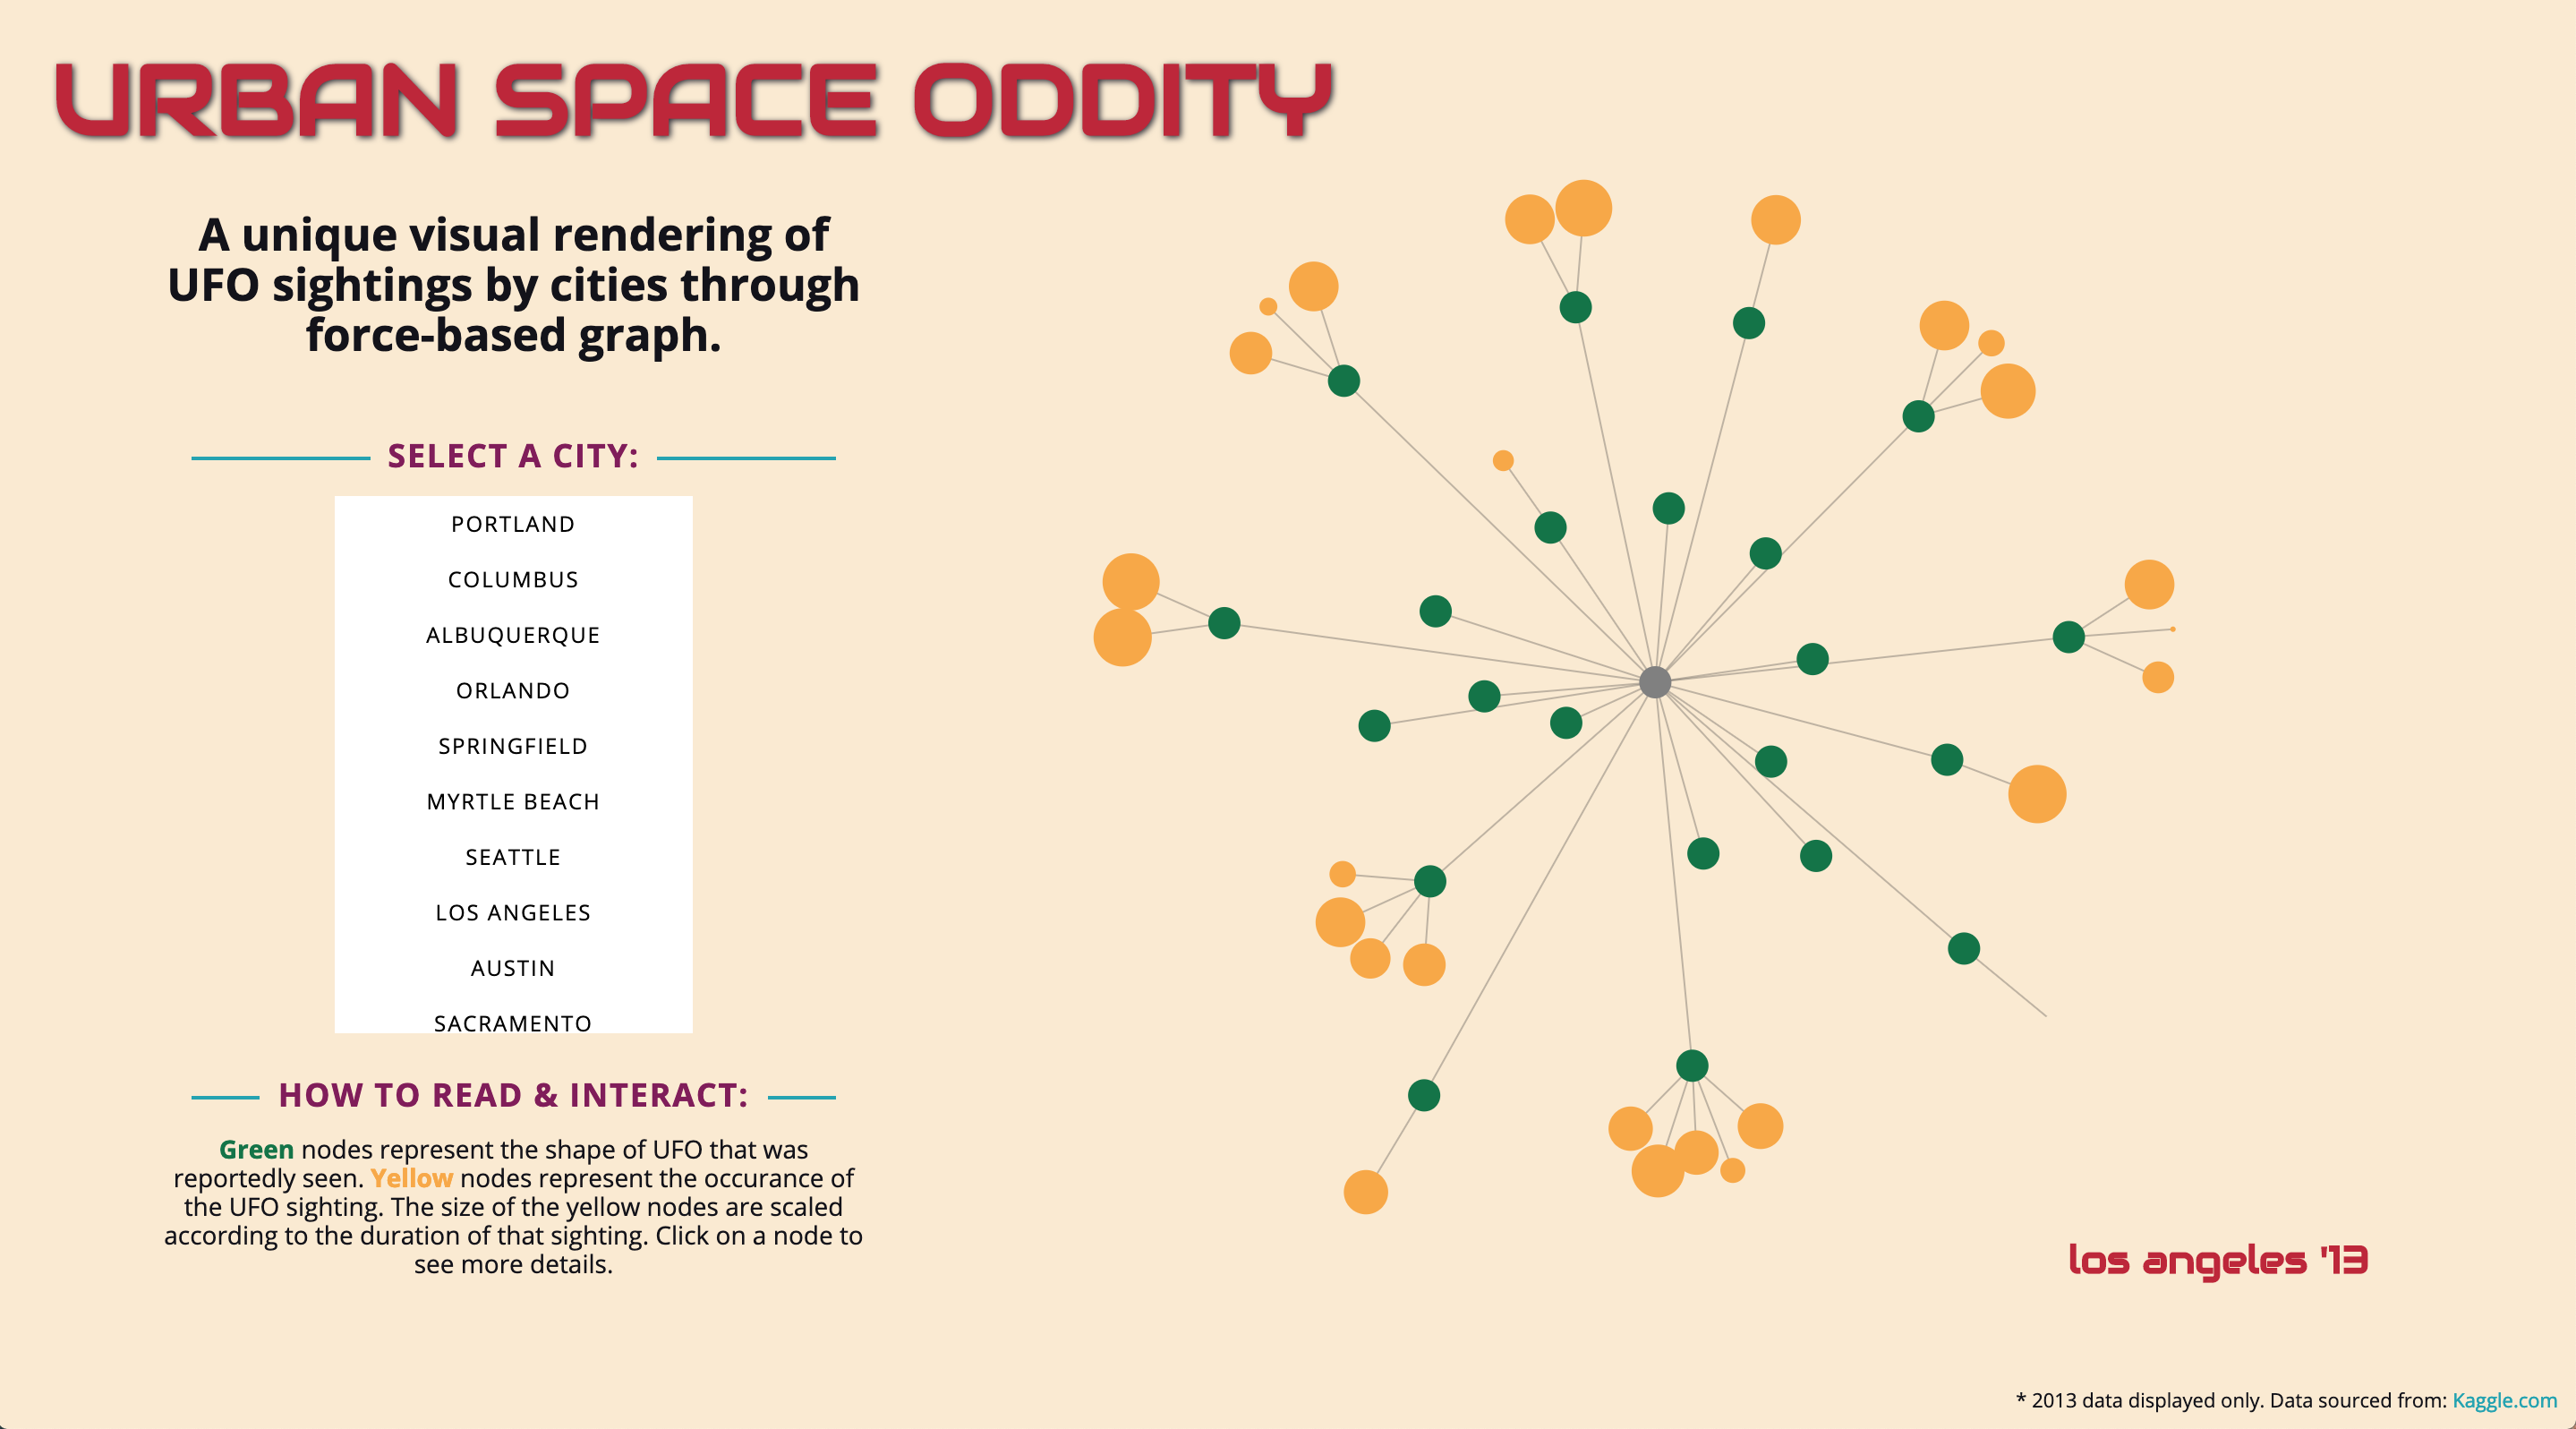 URBAN SPACE ODDITY
A unique visual rendering of
UFO sightings by cities through
force-based graph.
SELECT A CITY:
PORTLAND
COLUMBUS
ALBUQUERQUE
ORLANDO
SPRINGFIELD
MYRTLE BEACH
SEATTLE
LOS ANGELES
AUSTIN
SACRAMENTO
HOW TO READ & INTERACT:
Green nodes represent the shape of UFO that was
reportedly seen. Yellow nodes represent the occurance of
the UFO sighting. The size of the yellow nodes are scaled
according to the duration of that sighting. Click on a node to
see more details.
los angeles '13
* 2013 data displayed only. Data sourced from: Kaggle.com